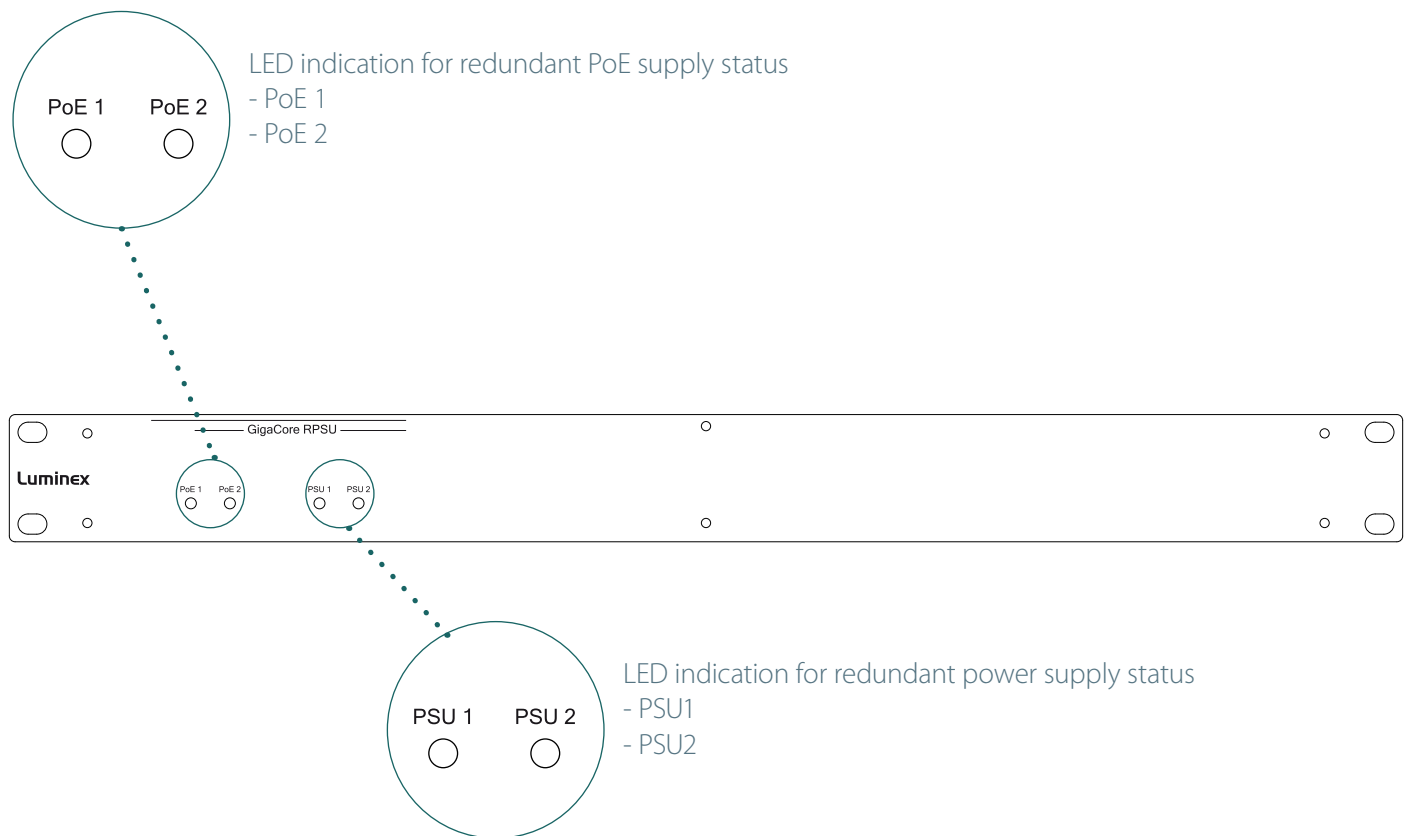 LED indication for redundant PoE supply status
- PoE 1
- PoE 2
PoE 1 PoE 2
GigaCore RPSU
Luminex
PoE 1 PoE 2 PSU 1 PSU 2
LED indication for redundant power supply status
- PSU1
- PSU2
PSU 1 PSU 2